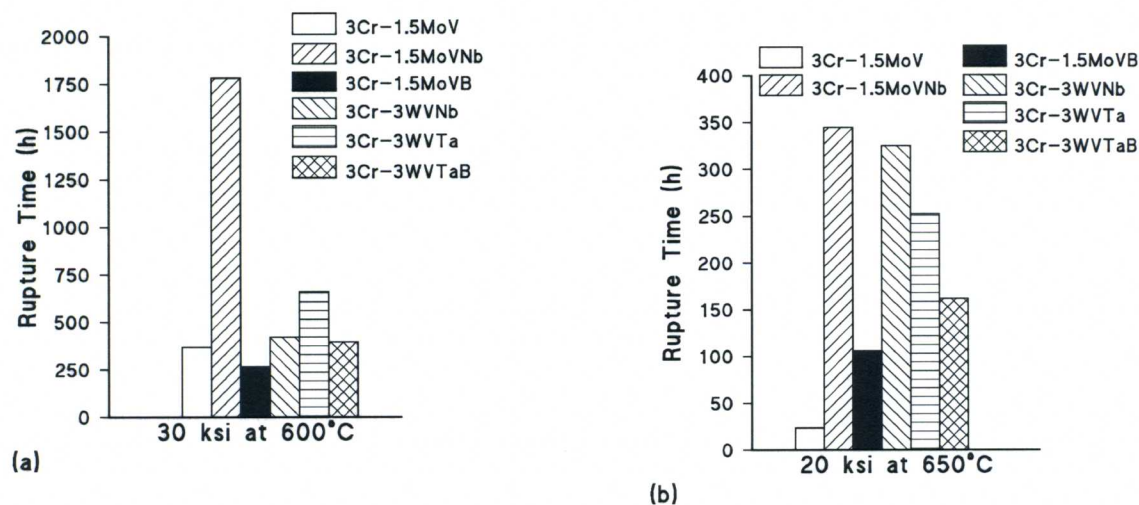 (a)
3Cr-1.5MoV
3Cr-1.5MoVNb
3Cr-1.5MoVB
3Cr-3WVNb
3Cr-3WVTa
3Cr-3WVTaB
Rupture Time (h)
2000
1750
1500
1250
1000
750
500
250
0
30 ksi at 600°C
(a)
3Cr-1.5MoV
3Cr-1.5MoVB
3Cr-1.5MoVNb
3Cr-3WVNb
3Cr-3WVTa
3Cr-3WVTaB
Rupture Time (h)
400
350
300
250
200
150
100
50
0
20 ksi at 650°C
(b)